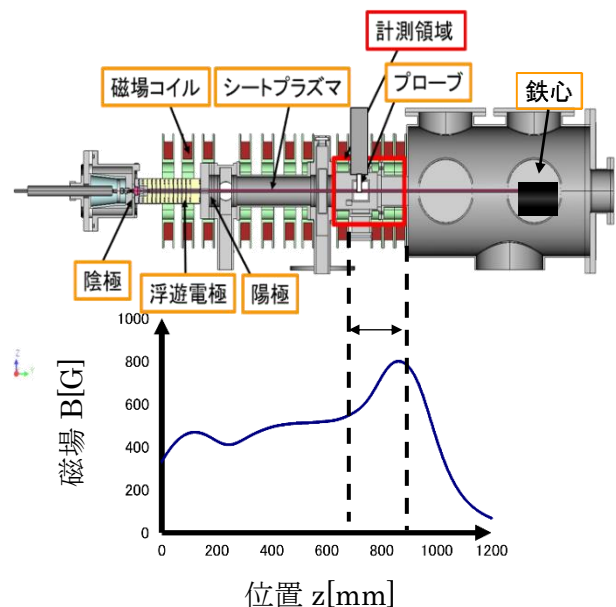 計測領域
磁場コイル
シートプラズマ
プローブ
鉄心
陰極
浮遊電極
陽極
Z
Y
磁場 B[G]
1000
800
600
400
200
0
0
200
400
600
800
1000
1200
位置 z[mm]